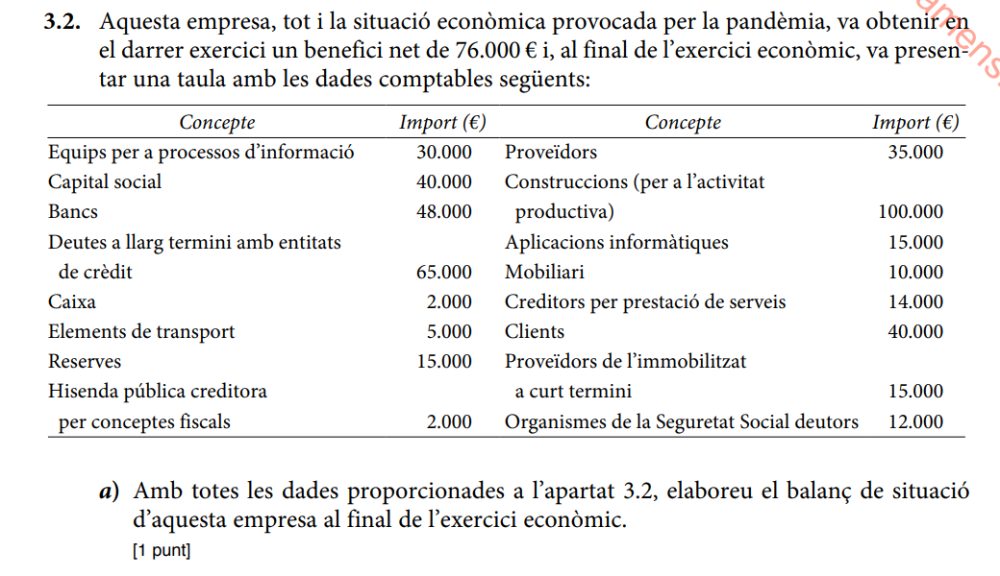 3.2. Aquesta empresa, tot i la situació econòmica provocada per la pandèmia, va obtenir en
el darrer exercici un benefici net de 76.000 € i, al final de l'exercici econòmic, va presen-
tar una taula amb les dades comptables següents:
Concepte Import (€) Concepte Import (€)
Equips per a processos d'informació 30.000 Proveïdors 35.000
Capital social 40.000 Construccions (per a l'activitat
Bancs 48.000 productiva) 100.000
Deutes a llarg termini amb entitats Aplicacions informàtiques 15.000
de crèdit 65.000 Mobiliari 10.000
Caixa 2.000 Creditors per prestació de serveis 14.000
Elements de transport 5.000 Clients 40.000
Reserves 15.000 Proveïdors de l'immobilitzat
Hisenda pública creditora a curt termini 15.000
per conceptes fiscals 2.000 Organismes de la Seguretat Social deutors 12.000
a) Amb totes les dades proporcionades a l'apartat 3.2, elaboreu el balanç de situació
d'aquesta empresa al final de l'exercici econòmic.
[1 punt]